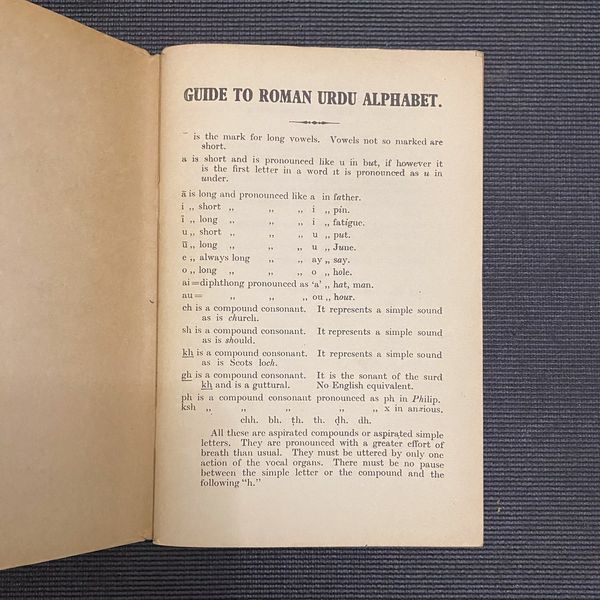 GUIDE TO ROMAN URDU ALPHABET.
¯ is the mark for long vowels. Vowels not so marked are
short.
a is short and is pronounced like u in but, if however it
is the first letter in a word it is pronounced as u in
under.
ā is long and pronounced like a in father.
i ,, short ,, ,, ,, i ,, pin.
ī ,, long ,, ,, ,, i ,, fatigue.
u ,, short ,, ,, ,, u ,, put.
ū ,, long ,, ,, ,, u ,, June.
e ,, always long ,, ,, ay ,, say.
o ,, long ,, ,, ,, o ,, hole.
ai=diphthong pronounced as 'a' ,, hat, man.
au= ,, ,, ,, ou ,, hour.
ch is a compound consonant. It represents a simple sound
as is church.
sh is a compound consonant. It represents a simple sound
as is should.
kh is a compound consonant. It represents a simple sound
as is Scots loch.
gh is a compound consonant. It is the sonant of the surd
kh and is a guttural. No English equivalent.
ph is a compound consonant pronounced as ph in Philip.
ksh ,, ,, ,, ,, ,, x in anxious.
chh. bh. ṭh. th. ḍh. dh.
All these are aspirated compounds or aspirated simple
letters. They are pronounced with a greater effort of
breath than usual. They must be uttered by only one
action of the vocal organs. There must be no pause
between the simple letter or the compound and the
following "h."